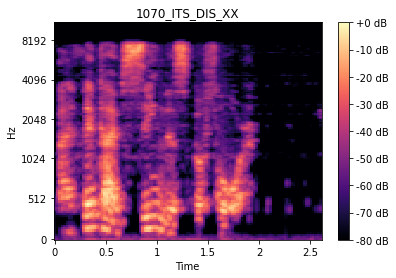 1070_ITS_DIS_XX
+0 dB
8192
-10 dB
4096
-20 dB
-30 dB
2048
Hz
-40 dB
1024
-50 dB
512
-60 dB
-70 dB
0
-80 dB
0 0.5 1 1.5 2 2.5
Time